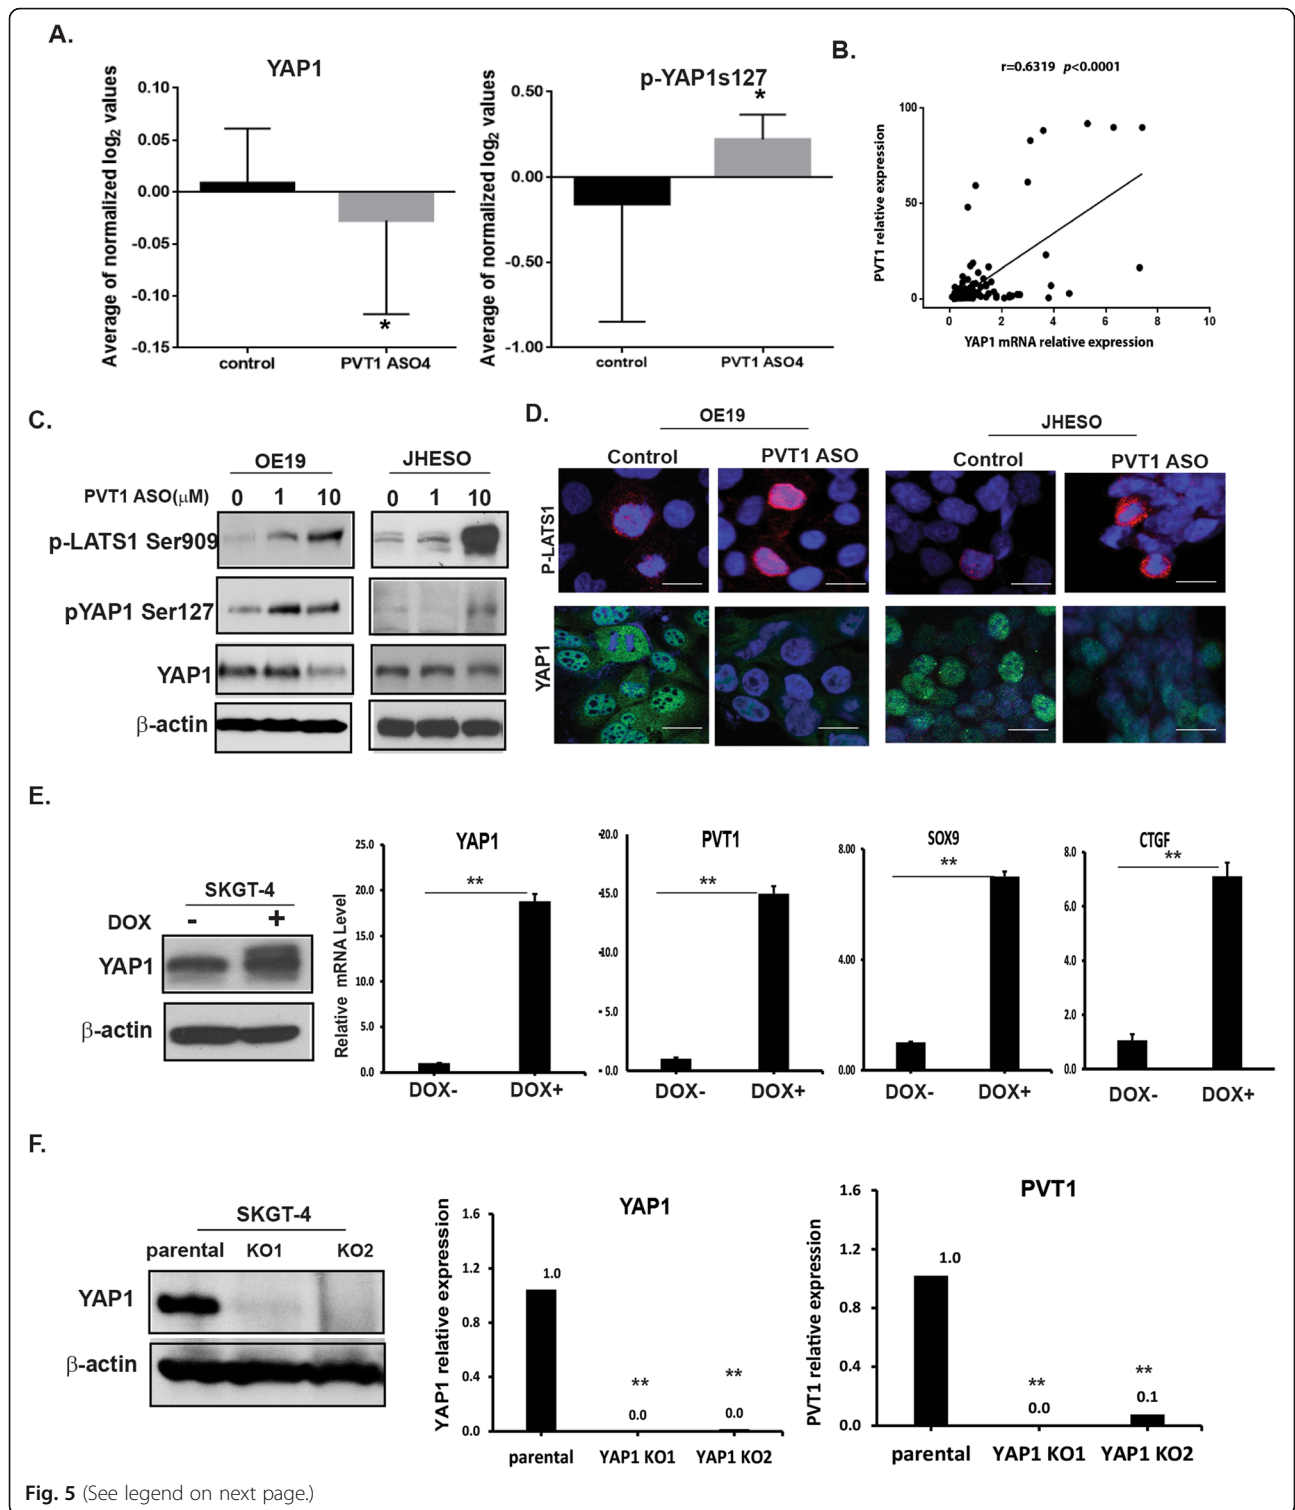 A.
YAP1
Average of normalized log2 values
0.10
0.05
0.00
-0.05
-0.10
-0.15
*
control PVT1 ASO4
p-YAP1s127
Average of normalized log2 values
0.50
0.00
-0.50
-1.00
*
control PVT1 ASO4
B.
r=0.6319 p<0.0001
PVT1 relative expression
100
50
0
0 2 4 6 8 10
YAP1 mRNA relative expression
C.
OE19 JHESO
PVT1 ASO(μM) 0 1 10 0 1 10
p-LATS1 Ser909
pYAP1 Ser127
YAP1
β-actin
D.
OE19 JHESO
Control PVT1 ASO Control PVT1 ASO
P-LATS1
YAP1
E.
SKGT-4
DOX - +
YAP1
β-actin
YAP1
Relative mRNA Level
25.0
20.0
15.0
10.0
5.0
0.0
**
DOX- DOX+
PVT1
20.0
15.0
10.0
5.0
0.0
**
DOX- DOX+
SOX9
8.00
4.00
0.00
**
DOX- DOX+
CTGF
8.0
6.0
4.0
2.0
0.0
**
DOX- DOX+
F.
SKGT-4
parental KO1 KO2
YAP1
β-actin
YAP1
YAP1 relative expression
1.6
1.2
0.8
0.4
0.0
1.0
**
0.0
**
0.0
parental YAP1 KO1 YAP1 KO2
PVT1
PVT1 relative expression
1.6
1.2
0.8
0.4
0.0
1.0
**
0.0
**
0.1
parental YAP1 KO1 YAP1 KO2
Fig. 5 (See legend on next page.)